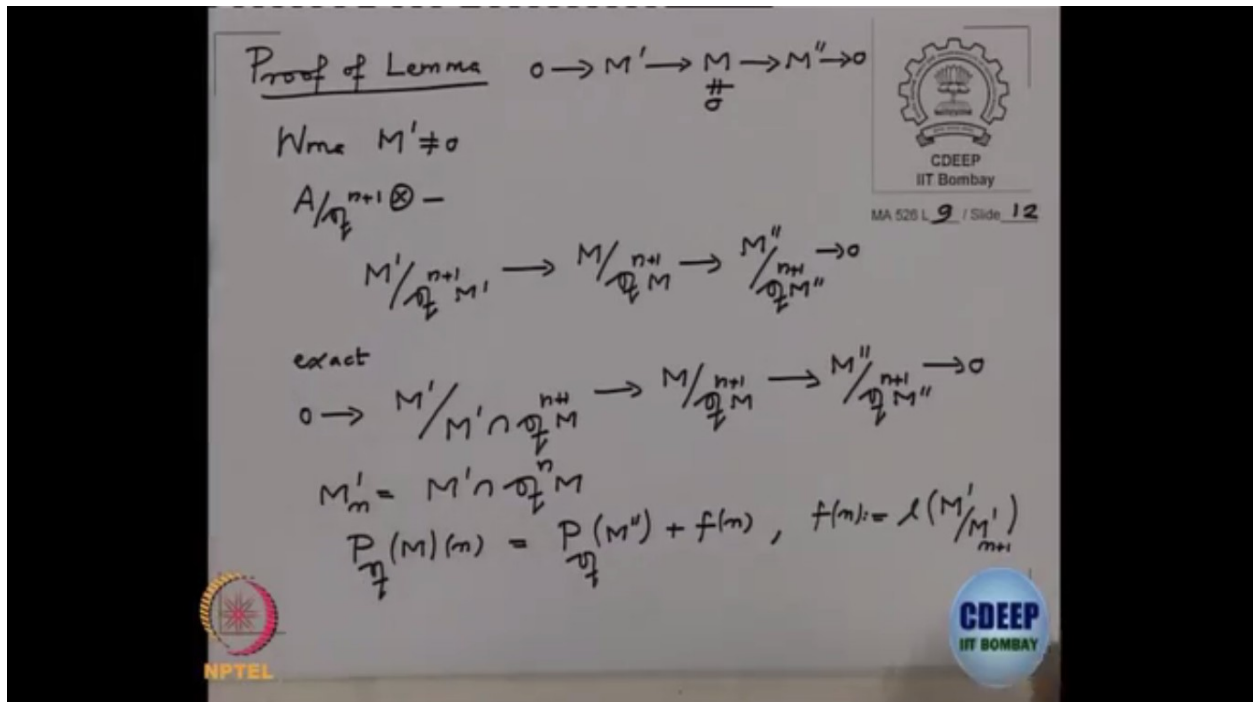 Proof of Lemma 0 → M' → M → M'' → 0
≠
0
Wma M' ≠ 0
A/𝔮^{n+1} ⊗ −
M'/𝔮^{n+1}M' → M/𝔮^{n+1}M → M''/𝔮^{n+1}M'' → 0
exact
0 → M'/M' ∩ 𝔮^{n+1}M → M/𝔮^{n+1}M → M''/𝔮^{n+1}M'' → 0
M'_n = M' ∩ 𝔮^n M
P_𝔮(M)(n) = P_𝔮(M'') + f(n), f(n) := l(M'/M'_{n+1})
CDEEP
IIT Bombay
MA 526 L 9 / Slide 12
NPTEL
CDEEP
IIT BOMBAY